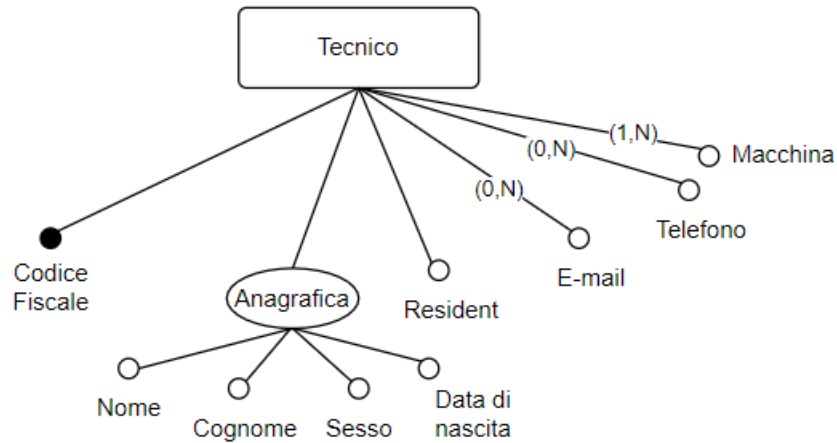 Tecnico
(1,N)
Macchina
(0,N)
Telefono
(0,N)
E-mail
Codice
Fiscale
Anagrafica
Resident
Nome
Cognome
Sesso
Data di
nascita